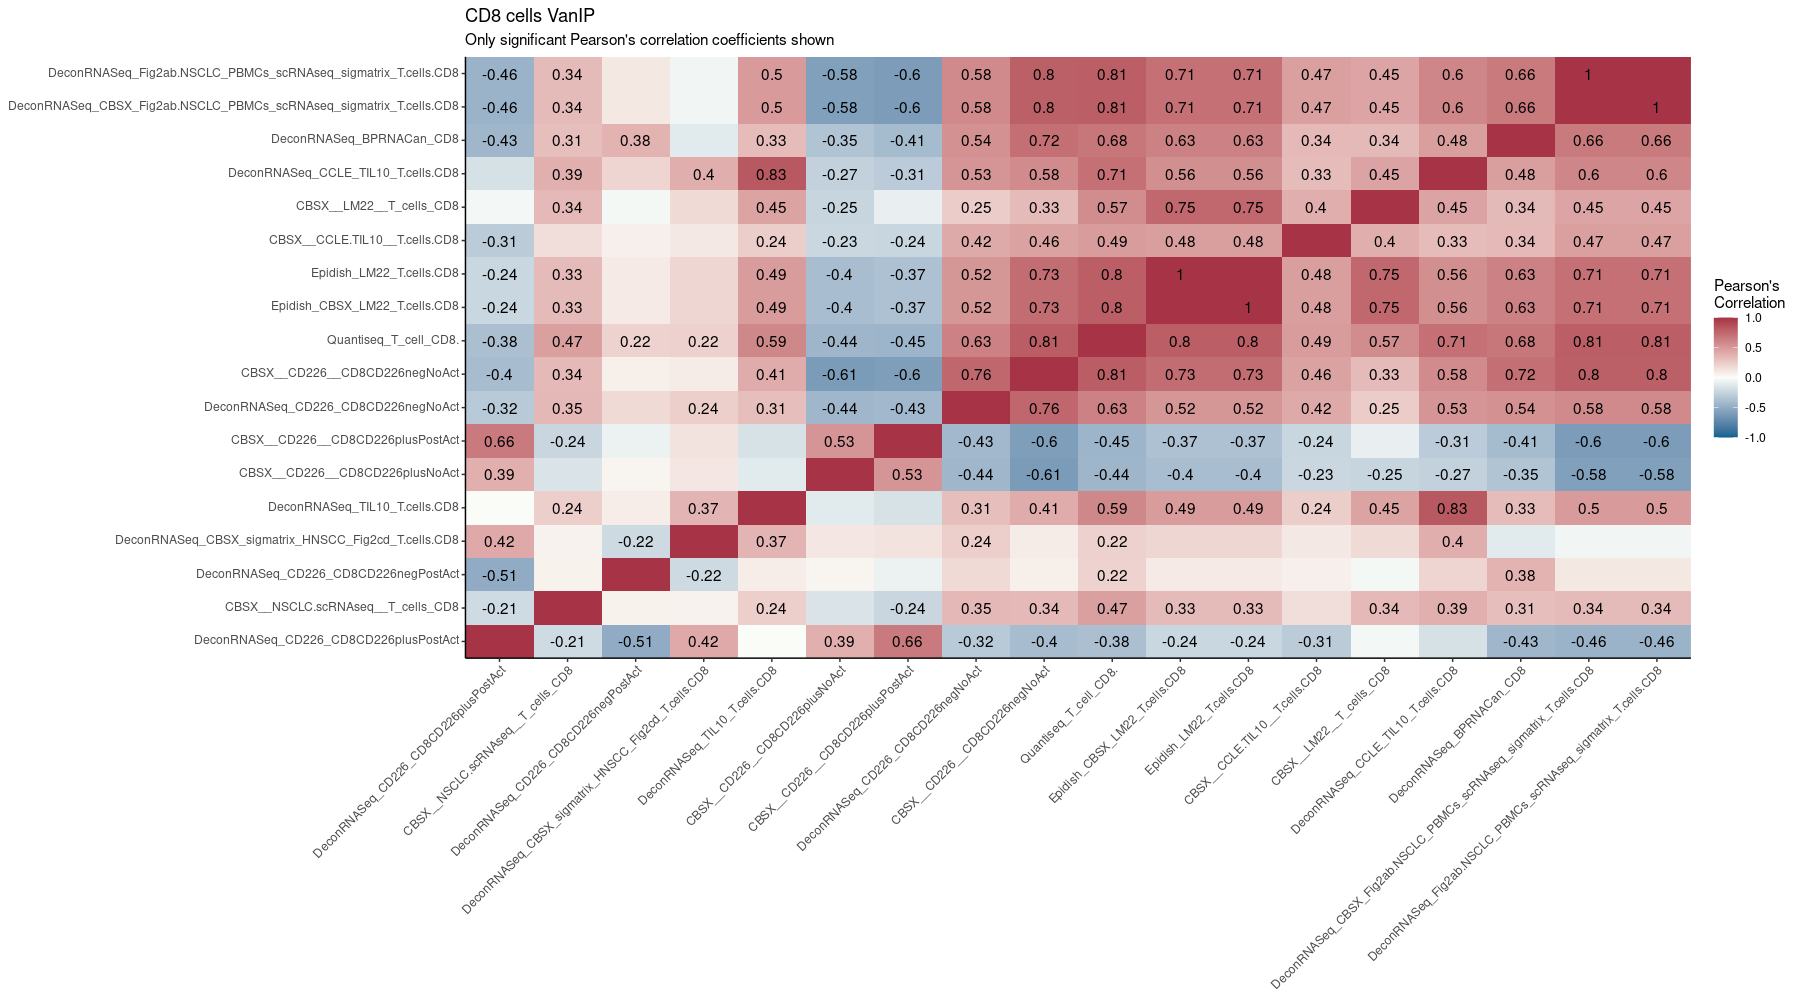 CD8 cells VanIP
Only significant Pearson's correlation coefficients shown
DeconRNASeq_Fig2ab.NSCLC_PBMCs_scRNAseq_sigmatrix_T.cells.CD8 -0.46 0.34 0.5 -0.58 -0.6 0.58 0.8 0.81 0.71 0.71 0.47 0.45 0.6 0.66 1
DeconRNASeq_CBSX_Fig2ab.NSCLC_PBMCs_scRNAseq_sigmatrix_T.cells.CD8 -0.46 0.34 0.5 -0.58 -0.6 0.58 0.8 0.81 0.71 0.71 0.47 0.45 0.6 0.66 1
DeconRNASeq_BPRNACan_CD8 -0.43 0.31 0.38 0.33 -0.35 -0.41 0.54 0.72 0.68 0.63 0.63 0.34 0.34 0.48 0.66 0.66
DeconRNASeq_CCLE_TIL10_T.cells.CD8 0.39 0.4 0.83 -0.27 -0.31 0.53 0.58 0.71 0.56 0.56 0.33 0.45 0.48 0.6 0.6
CBSX__LM22__T_cells_CD8 0.34 0.45 -0.25 0.25 0.33 0.57 0.75 0.75 0.4 0.45 0.34 0.45 0.45
CBSX__CCLE.TIL10__T.cells.CD8 -0.31 0.24 -0.23 -0.24 0.42 0.46 0.49 0.48 0.48 0.4 0.33 0.34 0.47 0.47
Epidish_LM22_T.cells.CD8 -0.24 0.33 0.49 -0.4 -0.37 0.52 0.73 0.8 1 0.48 0.75 0.56 0.63 0.71 0.71
Epidish_CBSX_LM22_T.cells.CD8 -0.24 0.33 0.49 -0.4 -0.37 0.52 0.73 0.8 1 0.48 0.75 0.56 0.63 0.71 0.71
Quantiseq_T_cell_CD8. -0.38 0.47 0.22 0.22 0.59 -0.44 -0.45 0.63 0.81 0.8 0.8 0.49 0.57 0.71 0.68 0.81 0.81
CBSX__CD226__CD8CD226negNoAct -0.4 0.34 0.41 -0.61 -0.6 0.76 0.81 0.73 0.73 0.46 0.33 0.58 0.72 0.8 0.8
DeconRNASeq_CD226_CD8CD226negNoAct -0.32 0.35 0.24 0.31 -0.44 -0.43 0.76 0.63 0.52 0.52 0.42 0.25 0.53 0.54 0.58 0.58
CBSX__CD226__CD8CD226plusPostAct 0.66 -0.24 0.53 -0.43 -0.6 -0.45 -0.37 -0.37 -0.24 -0.31 -0.41 -0.6 -0.6
CBSX__CD226__CD8CD226plusNoAct 0.39 0.53 -0.44 -0.61 -0.44 -0.4 -0.4 -0.23 -0.25 -0.27 -0.35 -0.58 -0.58
DeconRNASeq_TIL10_T.cells.CD8 0.24 0.37 0.31 0.41 0.59 0.49 0.49 0.24 0.45 0.83 0.33 0.5 0.5
DeconRNASeq_CBSX_sigmatrix_HNSCC_Fig2cd_T.cells.CD8 0.42 -0.22 0.37 0.24 0.22 0.4
DeconRNASeq_CD226_CD8CD226negPostAct -0.51 -0.22 0.22 0.38
CBSX__NSCLC.scRNAseq__T_cells_CD8 -0.21 0.24 -0.24 0.35 0.34 0.47 0.33 0.33 0.34 0.39 0.31 0.34 0.34
DeconRNASeq_CD226_CD8CD226plusPostAct -0.21 -0.51 0.42 0.39 0.66 -0.32 -0.4 -0.38 -0.24 -0.24 -0.31 -0.43 -0.46 -0.46
DeconRNASeq_CD226_CD8CD226plusPostAct
CBSX__NSCLC.scRNAseq__T_cells_CD8
DeconRNASeq_CD226_CD8CD226negPostAct
DeconRNASeq_CBSX_sigmatrix_HNSCC_Fig2cd_T.cells.CD8
DeconRNASeq_TIL10_T.cells.CD8
CBSX__CD226__CD8CD226plusNoAct
CBSX__CD226__CD8CD226plusPostAct
DeconRNASeq_CD226_CD8CD226negNoAct
CBSX__CD226__CD8CD226negNoAct
Quantiseq_T_cell_CD8.
Epidish_CBSX_LM22_T.cells.CD8
Epidish_LM22_T.cells.CD8
CBSX__CCLE.TIL10__T.cells.CD8
CBSX__LM22__T_cells_CD8
DeconRNASeq_CCLE_TIL10_T.cells.CD8
DeconRNASeq_BPRNACan_CD8
DeconRNASeq_CBSX_Fig2ab.NSCLC_PBMCs_scRNAseq_sigmatrix_T.cells.CD8
DeconRNASeq_Fig2ab.NSCLC_PBMCs_scRNAseq_sigmatrix_T.cells.CD8
Pearson's
Correlation
1.0
0.5
0.0
-0.5
-1.0